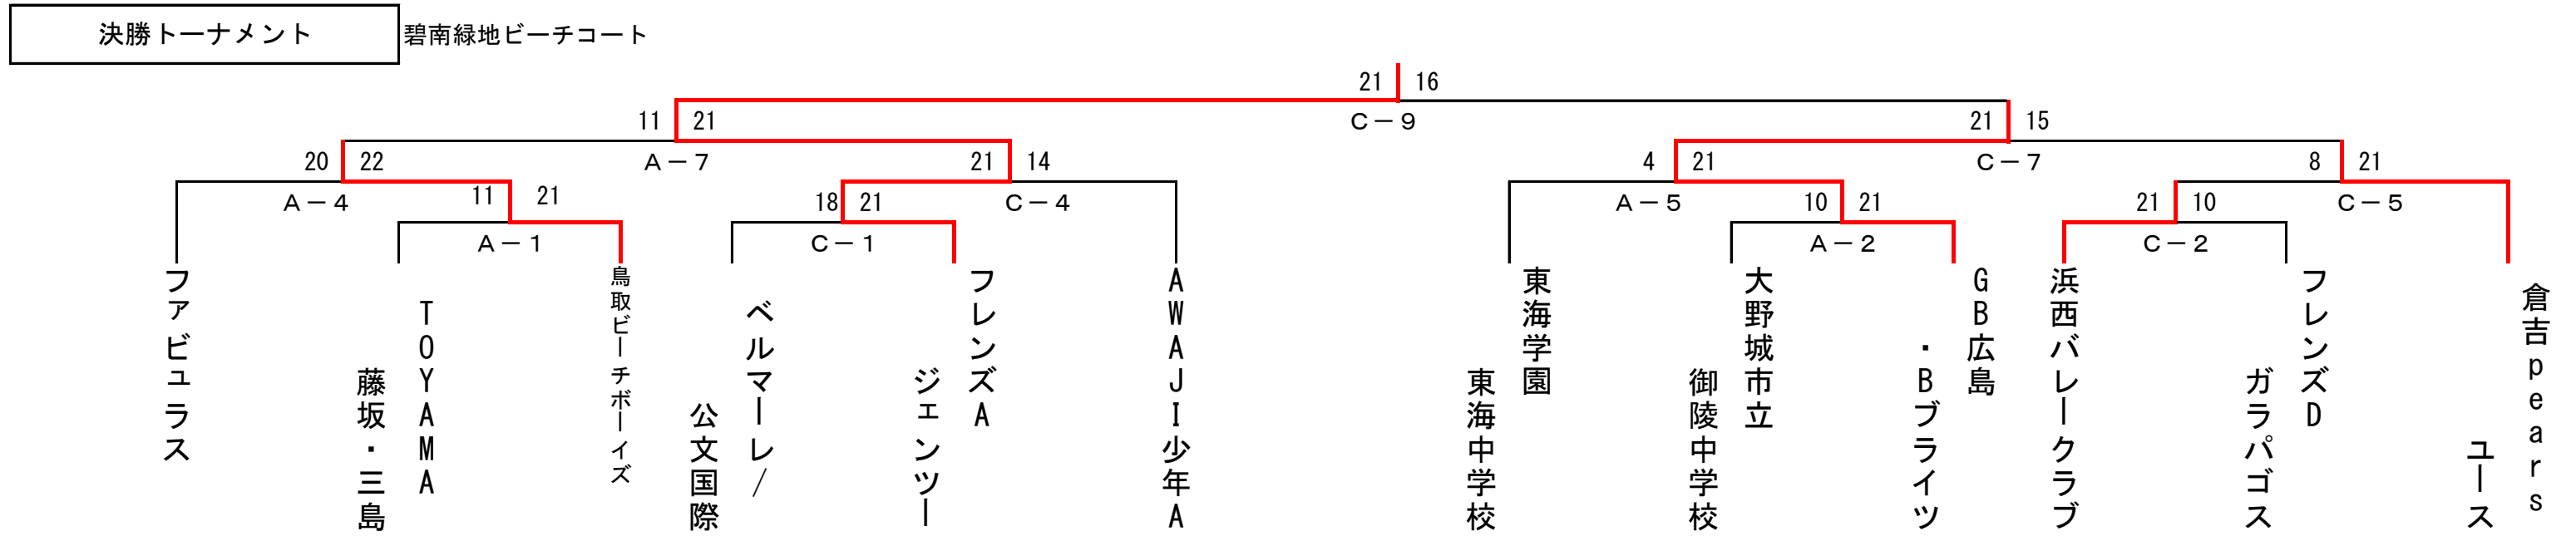 決勝トーナメント 碧南緑地ビーチコート
21 16
C－9
11 21
21 15
A－7
C－7
20 22
21 14
4 21
8 21
A－4
C－4
A－5
C－5
11 21
18 21
10 21
21 10
A－1
C－1
A－2
C－2
ファビュラス
TOYAMA
藤坂・三島
鳥取ビーチボーイズ
ベルマーレ/
公文国際
フレンズA
ジェンツー
AWAJI少年A
東海学園
東海中学校
大野城市立
御陵中学校
GB広島
・Bブライツ
浜西バレークラブ
フレンズD
ガラパゴス
倉吉pears
ユース